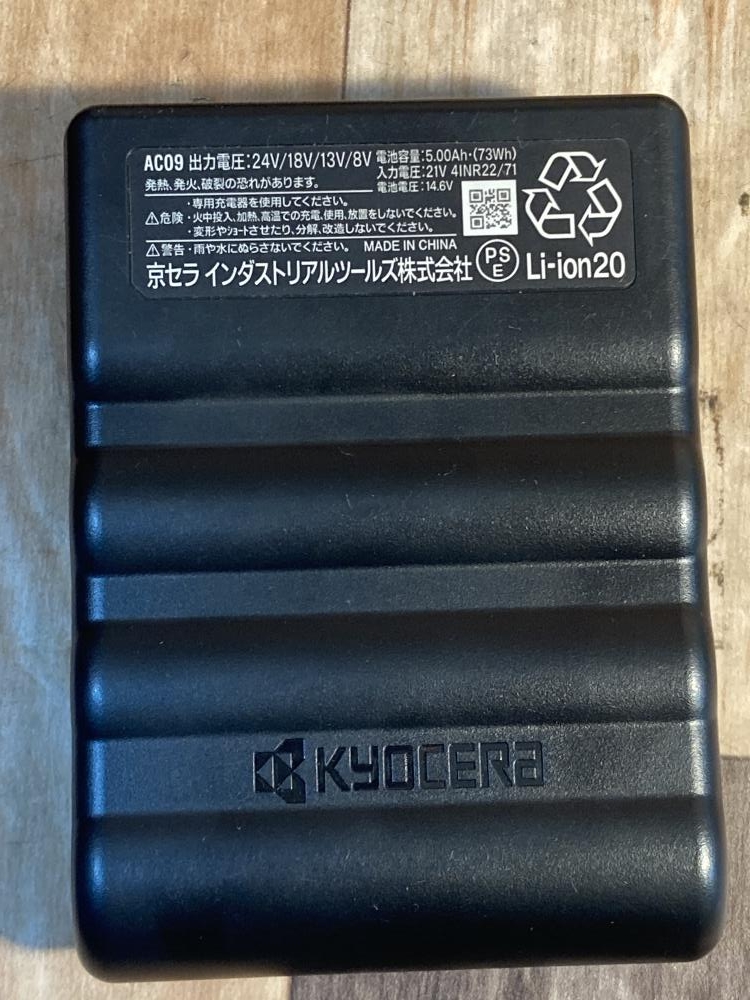 AC09 出力電圧:24V/18V/13V/8V
電池容量:5.00Ah・(73Wh)
入力電圧:21V 4INR22/71
電池電圧:14.6V
発熱、発火、破裂の恐れがあります。
⚠危険
・専用充電器を使用してください。
・火中投入、加熱、高温での充電、使用、放置をしないでください。
・変形やショートさせたり、分解、改造しないでください。
⚠警告・雨や水にぬらさないでください。 MADE IN CHINA
京セラ インダストリアルツールズ株式会社
PS
E
Li-ion20
KYOCERA